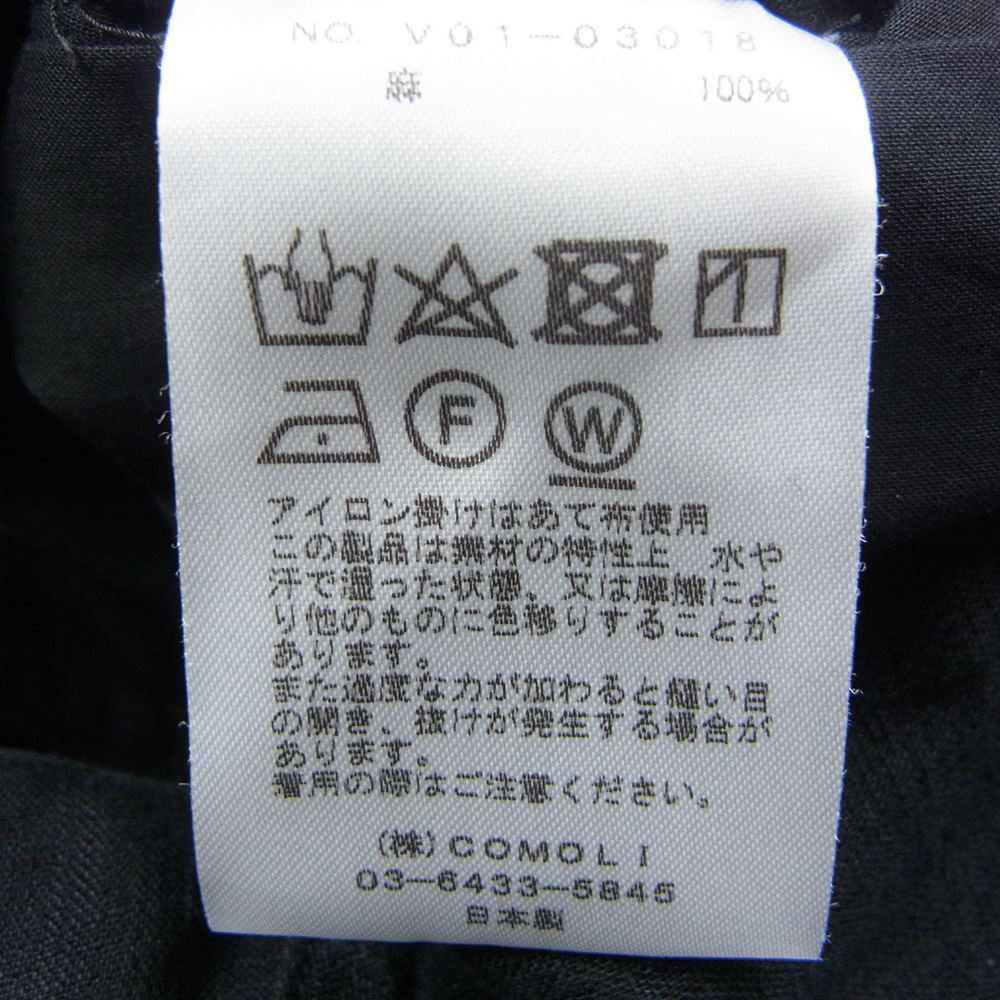 NO. V01-03018
麻 100%
F W
アイロン掛けはあて布使用
この製品は素材の特性上 水や
汗で湿った状態、又は摩擦によ
り他のものに色移りすることが
あります。
また過度な力が加わると縫い目
の開き、抜けが発生する場合が
あります。
着用の際はご注意ください。
(株)COMOLI
03-6433-5845
日本製